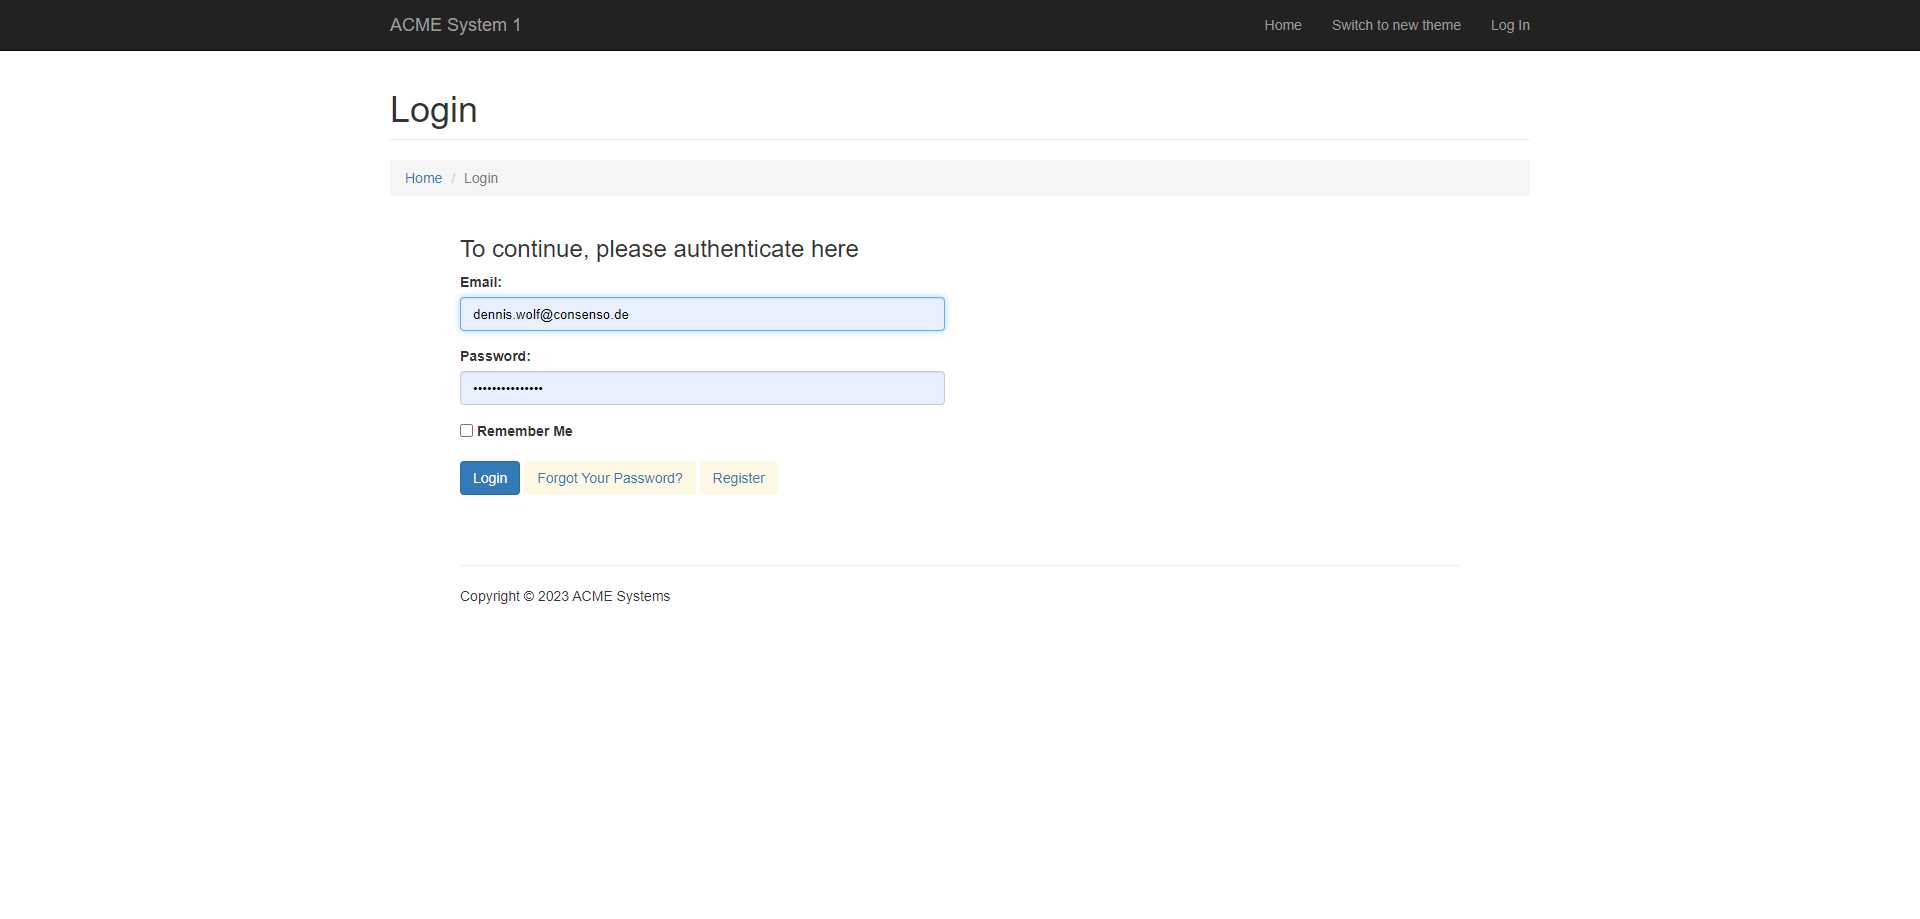 ACME System 1 Home Switch to new theme Log In
Login
Home / Login
To continue, please authenticate here
Email:
dennis.wolf@consenso.de
Password:
•••••••••••••••
Remember Me
Login Forgot Your Password? Register
Copyright © 2023 ACME Systems